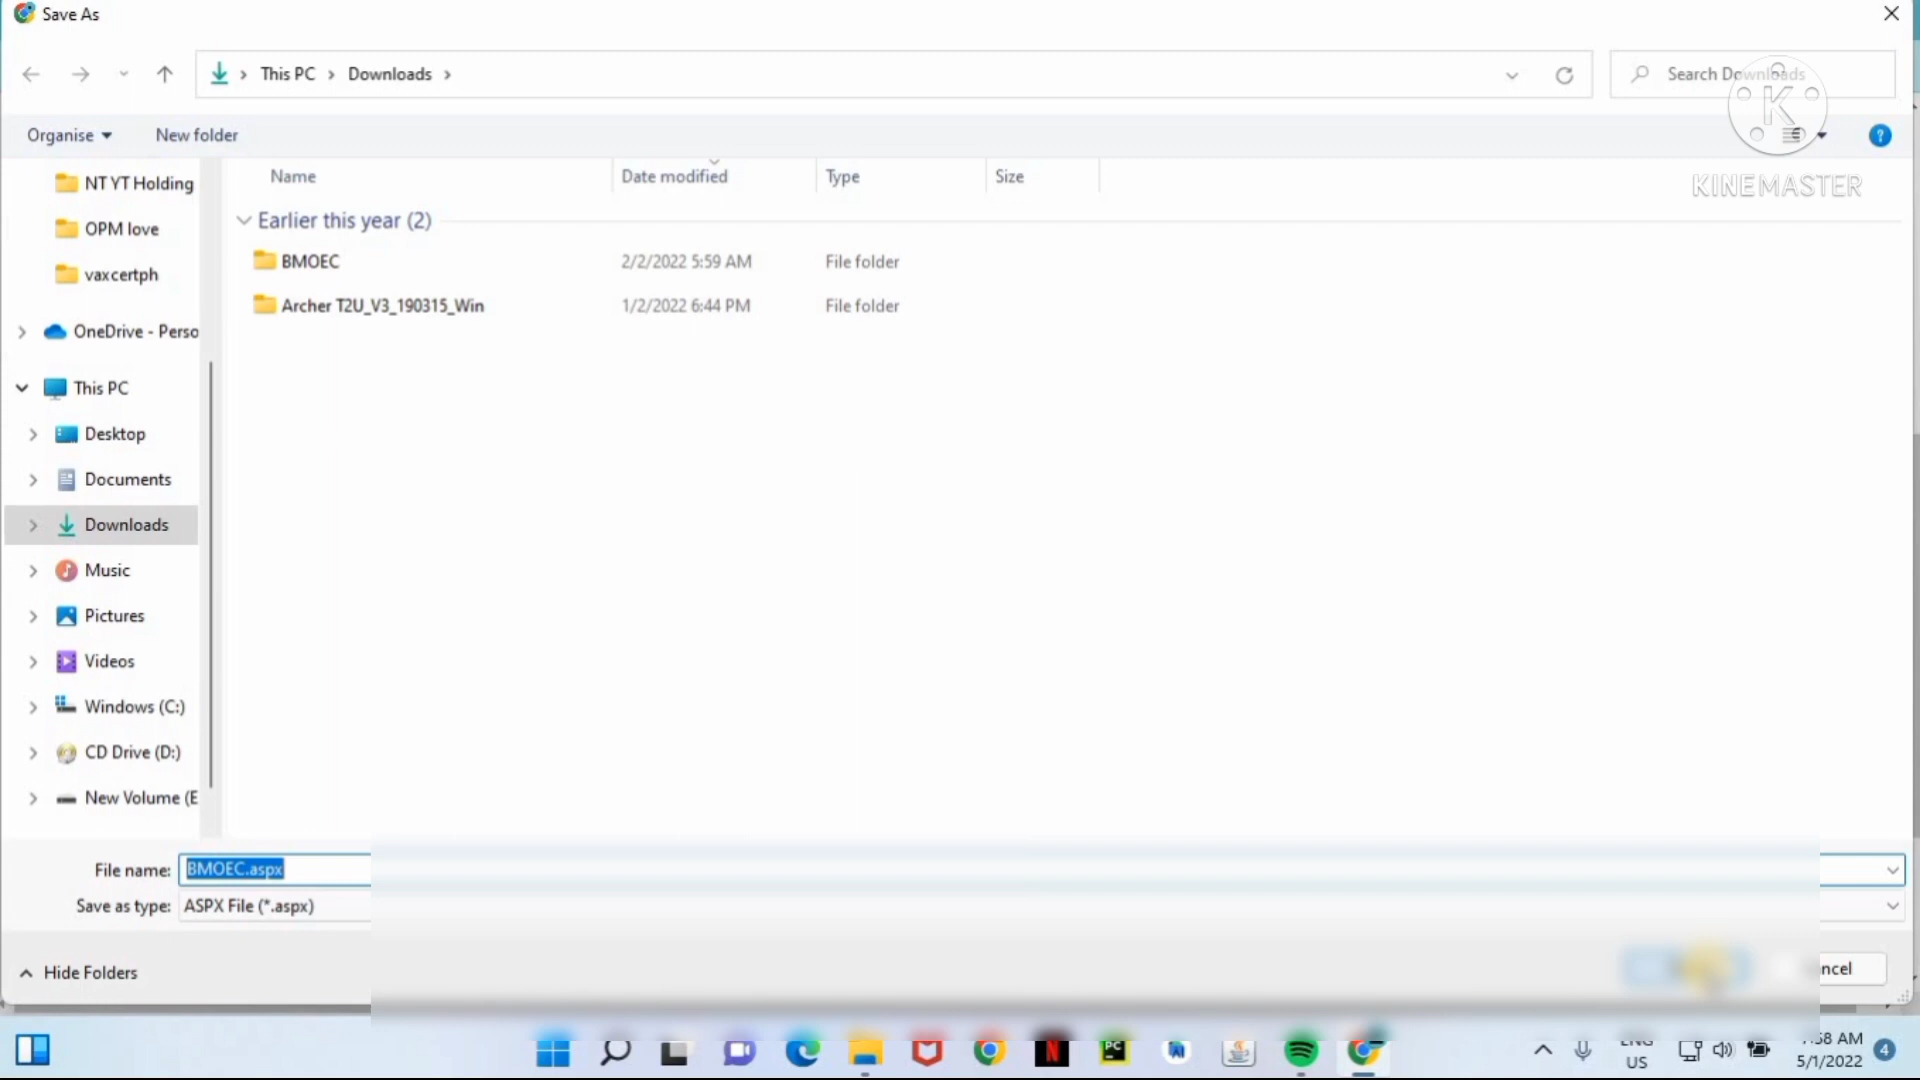 Save As
This PC > Downloads >
Search Downloads
Organise
New folder
KINEMASTER
Name
Date modified
Type
Size
NT YT Holding
OPM love
vaxcertph
OneDrive - Perso
This PC
Desktop
Documents
Downloads
Music
Pictures
Videos
Windows (C:)
CD Drive (D:)
New Volume (E
Earlier this year (2)
BMOEC 2/2/2022 5:59 AM File folder
Archer T2U_V3_190315_Win 1/2/2022 6:44 PM File folder
File name: BMOEC.aspx
Save as type: ASPX File (*.aspx)
Hide Folders
ncel
ENG
US
:58 AM
5/1/2022
4